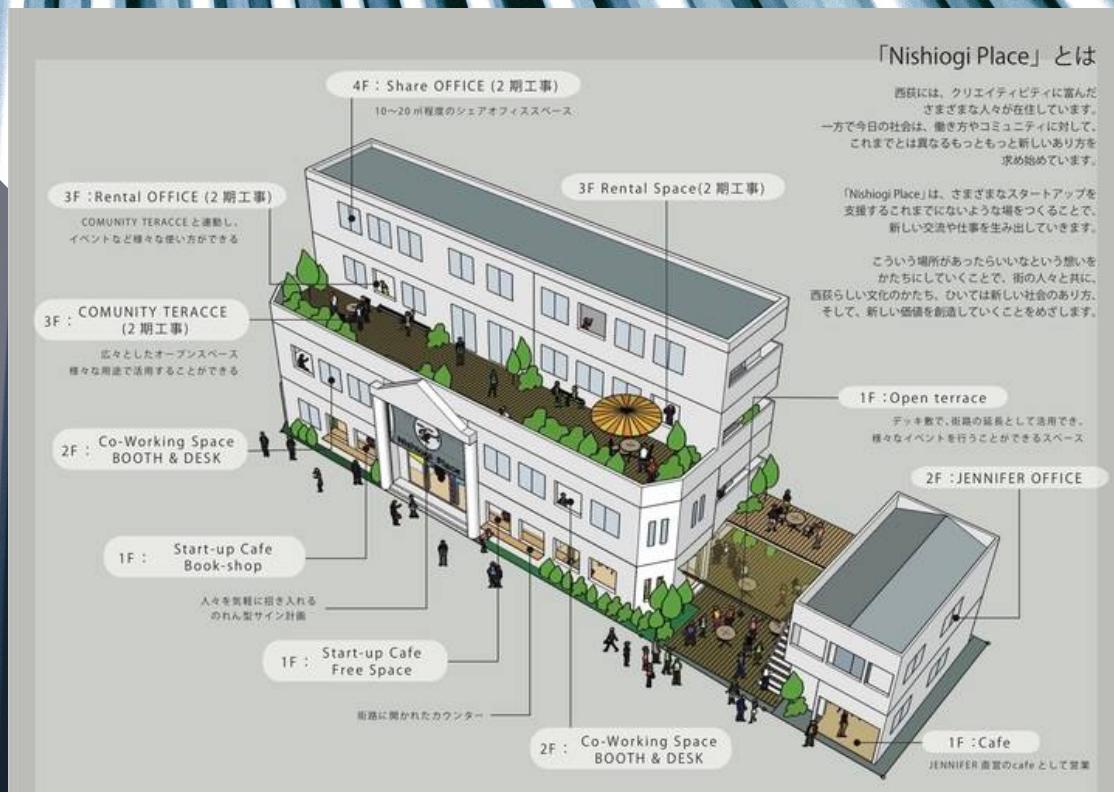 「Nishiogi Place」とは
西荻には、クリエイティビティに富んだ
さまざまな人々が在住しています。
一方で今日の社会は、働き方やコミュニティに対して、
これまでとは異なるもっともっと新しいあり方を
求め始めています。
「Nishiogi Place」は、さまざまなスタートアップを
支援するこれまでにないような場をつくることで、
新しい交流や仕事を生み出していきます。
こういう場所があったらいいなという想いを
かたちにしていくことで、街の人々と共に、
西荻らしい文化のかたち、ひいては新しい社会のあり方、
そして、新しい価値を創造していくことをめざします。
4F：Share OFFICE (2 期工事)
10〜20 ㎡程度のシェアオフィススペース
3F：Rental OFFICE (2 期工事)
COMUNITY TERACCE と連動し、
イベントなど様々な使い方ができる
3F Rental Space(2 期工事)
3F： COMUNITY TERACCE
(2 期工事)
広々としたオープンスペース
様々な用途で活用することができる
1F：Open terrace
デッキ敷で、街路の延長として活用でき、
様々なイベントを行うことができるスペース
2F： Co-Working Space
BOOTH & DESK
NISHIOGI PLACE
2F：JENNIFER OFFICE
1F： Start-up Cafe
Book-shop
人々を気軽に招き入れる
のれん型サイン計画
1F： Start-up Cafe
Free Space
街路に開かれたカウンター
2F： Co-Working Space
BOOTH & DESK
1F：Cafe
JENNIFER 直営のcafe として営業